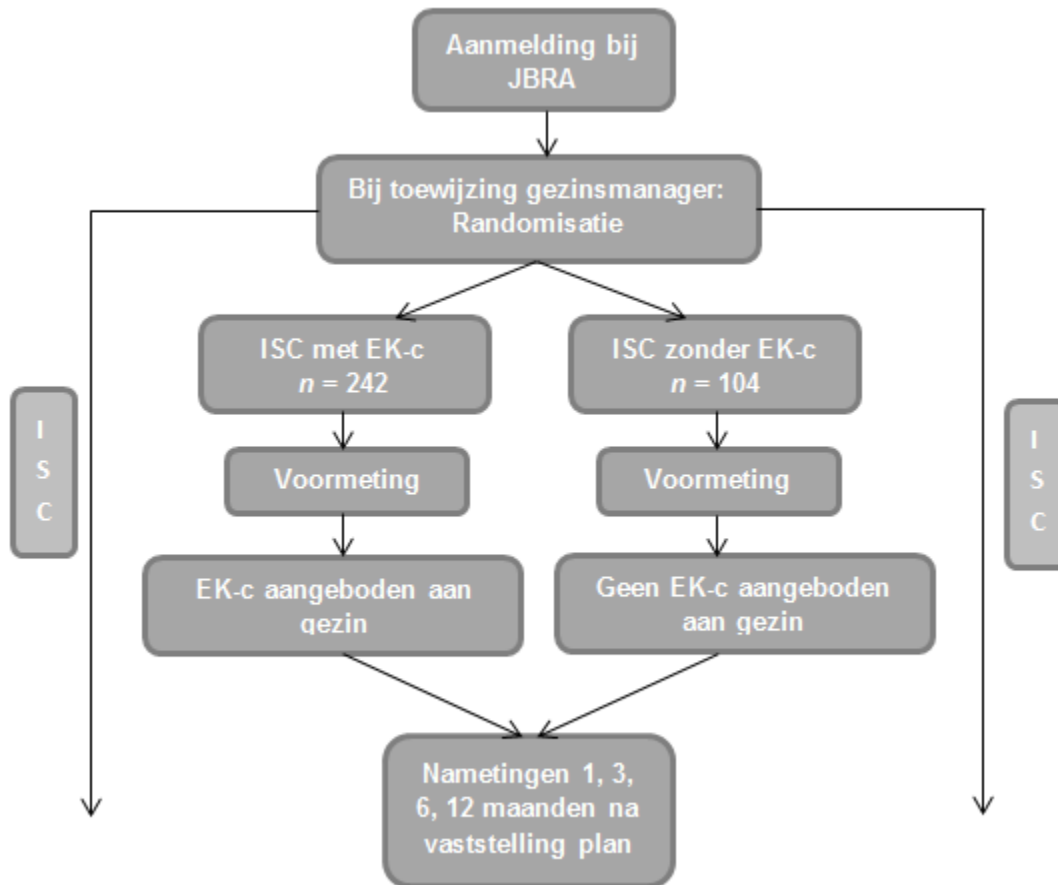 Aanmelding bij
JBRA
Bij toewijzing gezinsmanager:
Randomisatie
ISC met EK-c
n = 242
ISC zonder EK-c
n = 104
I
S
C
I
S
C
Voormeting
Voormeting
EK-c aangeboden aan
gezin
Geen EK-c aangeboden
aan gezin
Nametingen 1, 3,
6, 12 maanden na
vaststelling plan